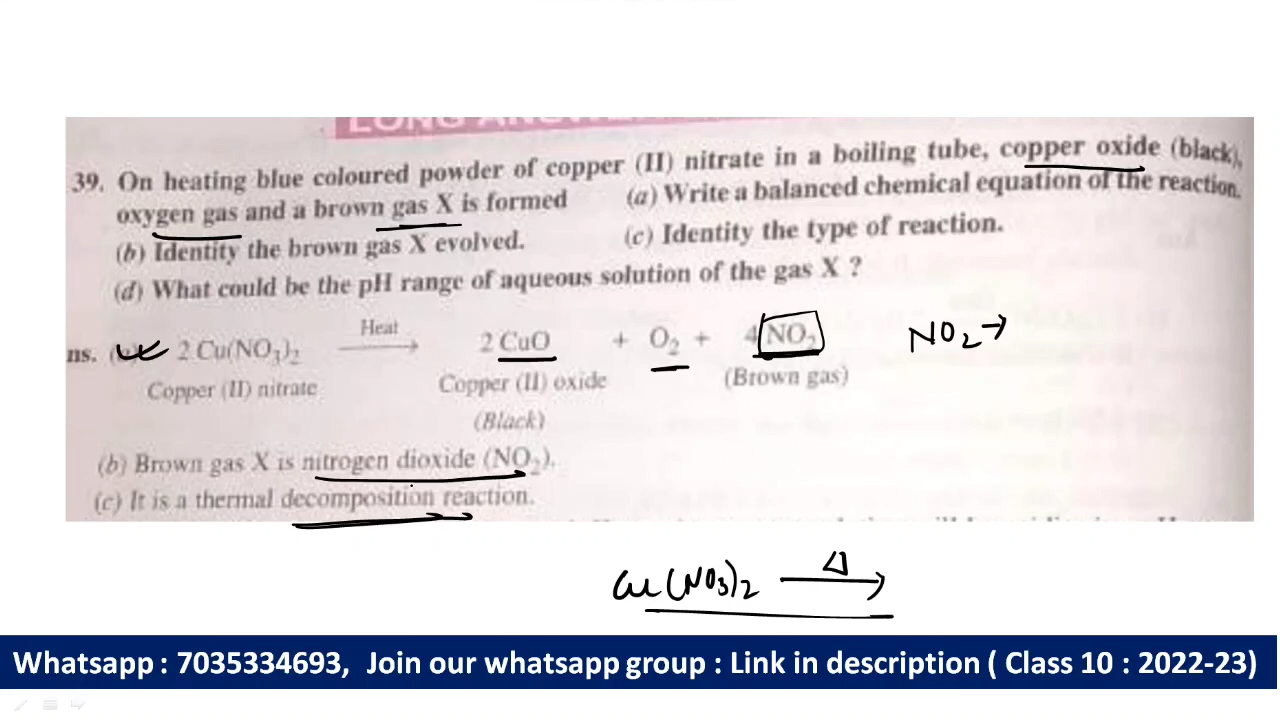 LONG ANSWER
39. On heating blue coloured powder of copper (II) nitrate in a boiling tube, copper oxide (black),
oxygen gas and a brown gas X is formed (a) Write a balanced chemical equation of the reaction.
(b) Identity the brown gas X evolved. (c) Identity the type of reaction.
(d) What could be the pH range of aqueous solution of the gas X ?
Heat
ns. 2 Cu(NO3)2 ⟶ 2 CuO + O2 + 4 NO2 NO2 →
Copper (II) nitrate Copper (II) oxide (Brown gas)
(Black)
(b) Brown gas X is nitrogen dioxide (NO2).
(c) It is a thermal decomposition reaction.
Cu(NO3)2 Δ→
Whatsapp : 7035334693, Join our whatsapp group : Link in description ( Class 10 : 2022-23)